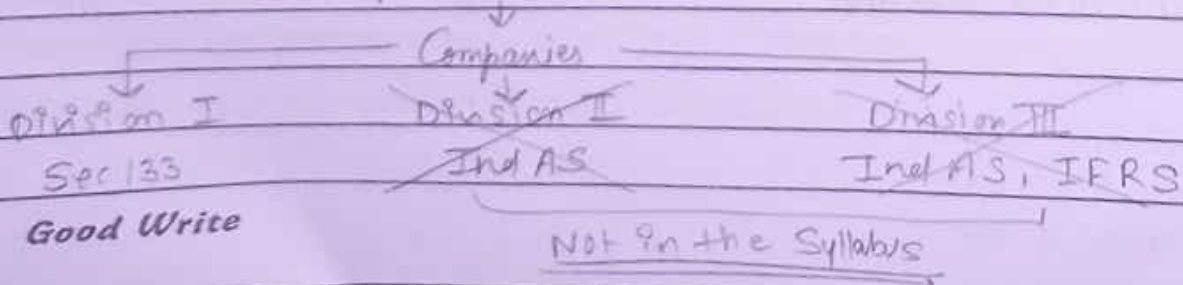 Companies
Division I Division II Division III
Sec 133 Ind AS Ind AS, IFRS
Good Write
Not in the Syllabus